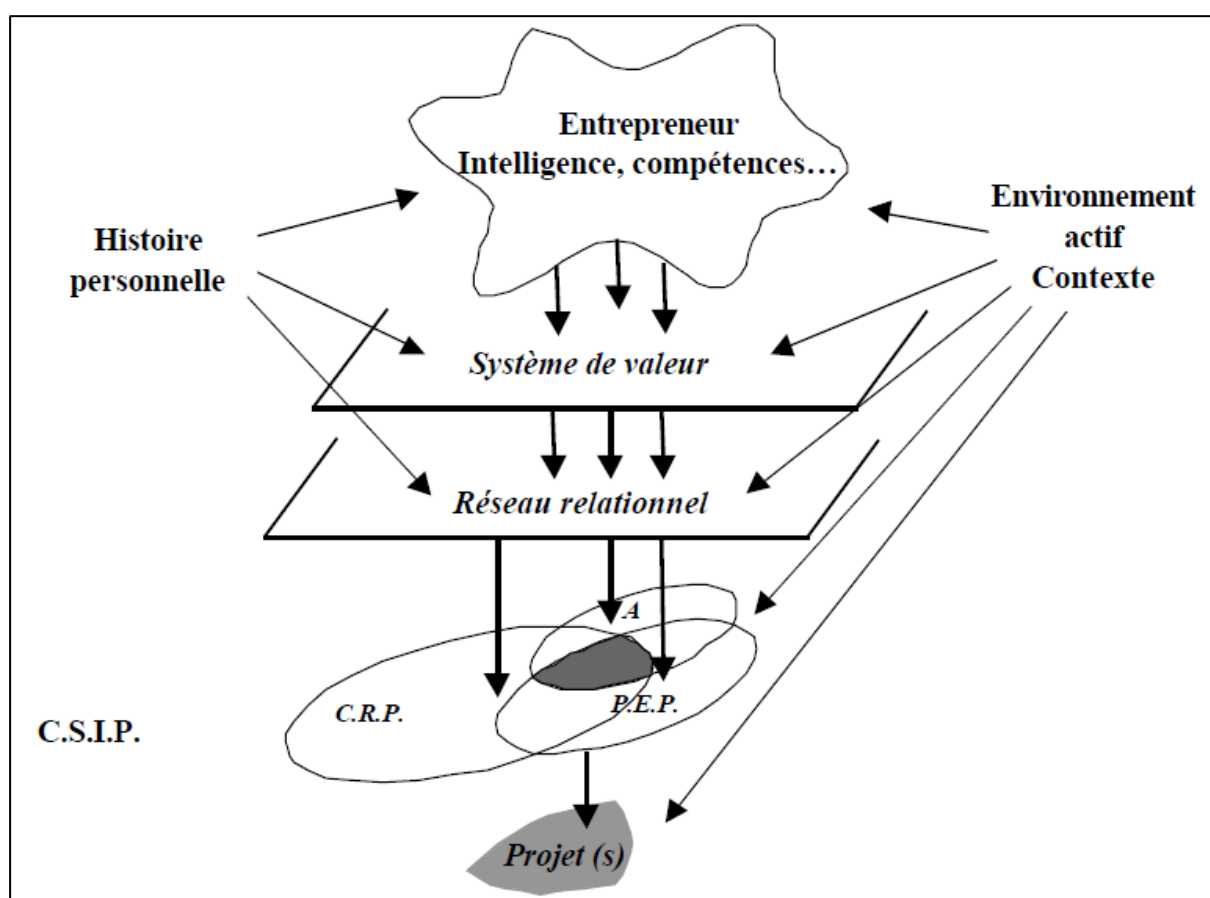 Entrepreneur
Intelligence, compétences…
Histoire
personnelle
Environnement
actif
Contexte
Système de valeur
Réseau relationnel
A
C.R.P.
P.E.P.
C.S.I.P.
Projet (s)